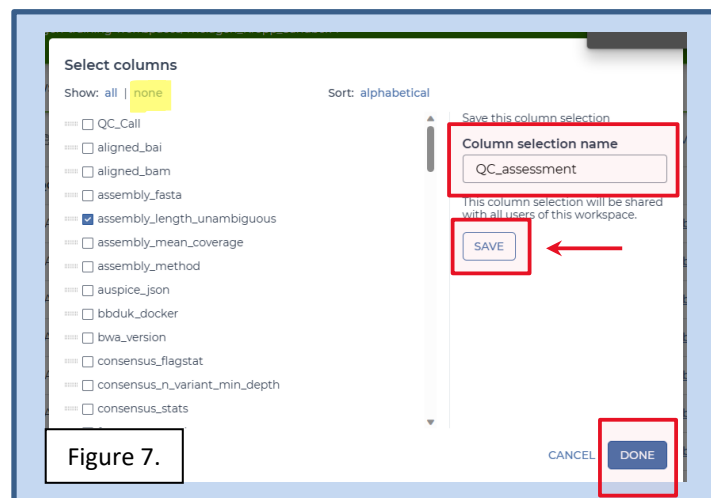 Select columns
Show: all | none
Sort: alphabetical
QC_Call
aligned_bai
aligned_bam
assembly_fasta
assembly_length_unambiguous
assembly_mean_coverage
assembly_method
auspice_json
bbduk_docker
bwa_version
consensus_flagstat
consensus_n_variant_min_depth
consensus_stats
Save this column selection
Column selection name
QC_assessment
This column selection will be shared
with all users of this workspace.
SAVE
CANCEL
DONE
Figure 7.